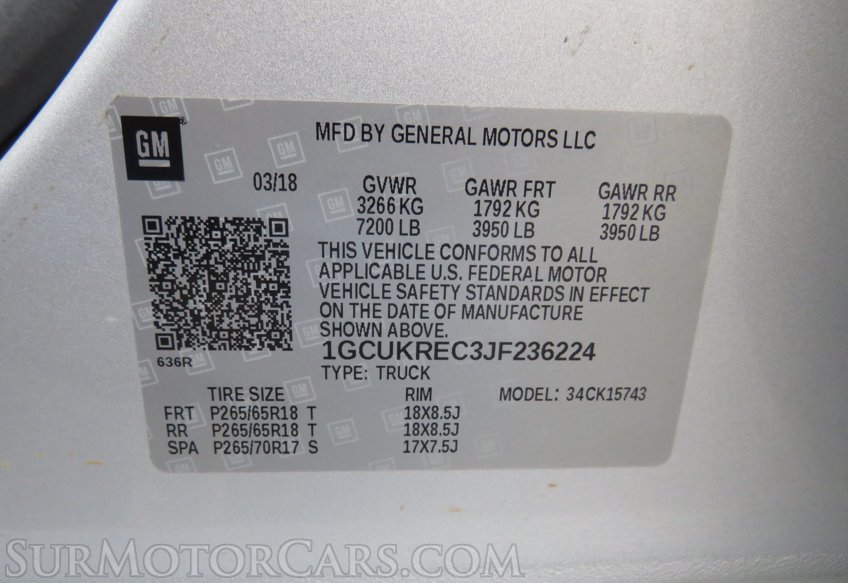 GM
MFD BY GENERAL MOTORS LLC
03/18
GVWR GAWR FRT GAWR RR
3266 KG 1792 KG 1792 KG
7200 LB 3950 LB 3950 LB
THIS VEHICLE CONFORMS TO ALL
APPLICABLE U.S. FEDERAL MOTOR
VEHICLE SAFETY STANDARDS IN EFFECT
ON THE DATE OF MANUFACTURE
SHOWN ABOVE.
636R
1GCUKREC3JF236224
TYPE: TRUCK MODEL: 34CK15743
TIRE SIZE RIM
FRT P265/65R18 T 18X8.5J
RR P265/65R18 T 18X8.5J
SPA P265/70R17 S 17X7.5J
SurMotorCars.com